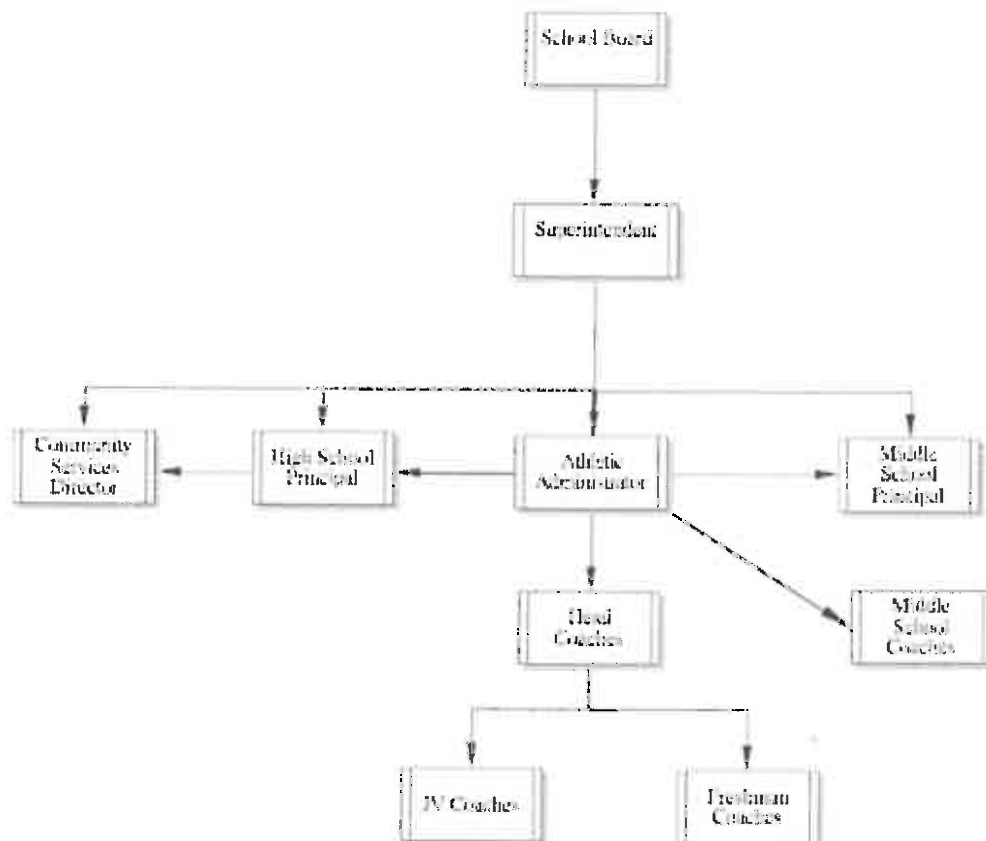 School Board
Superintendent
Community
Services
Director
High School
Principal
Athletic
Administrator
Middle
School
Principal
Head
Coaches
Middle
School
Coaches
JV Coaches
Freshman
Coaches